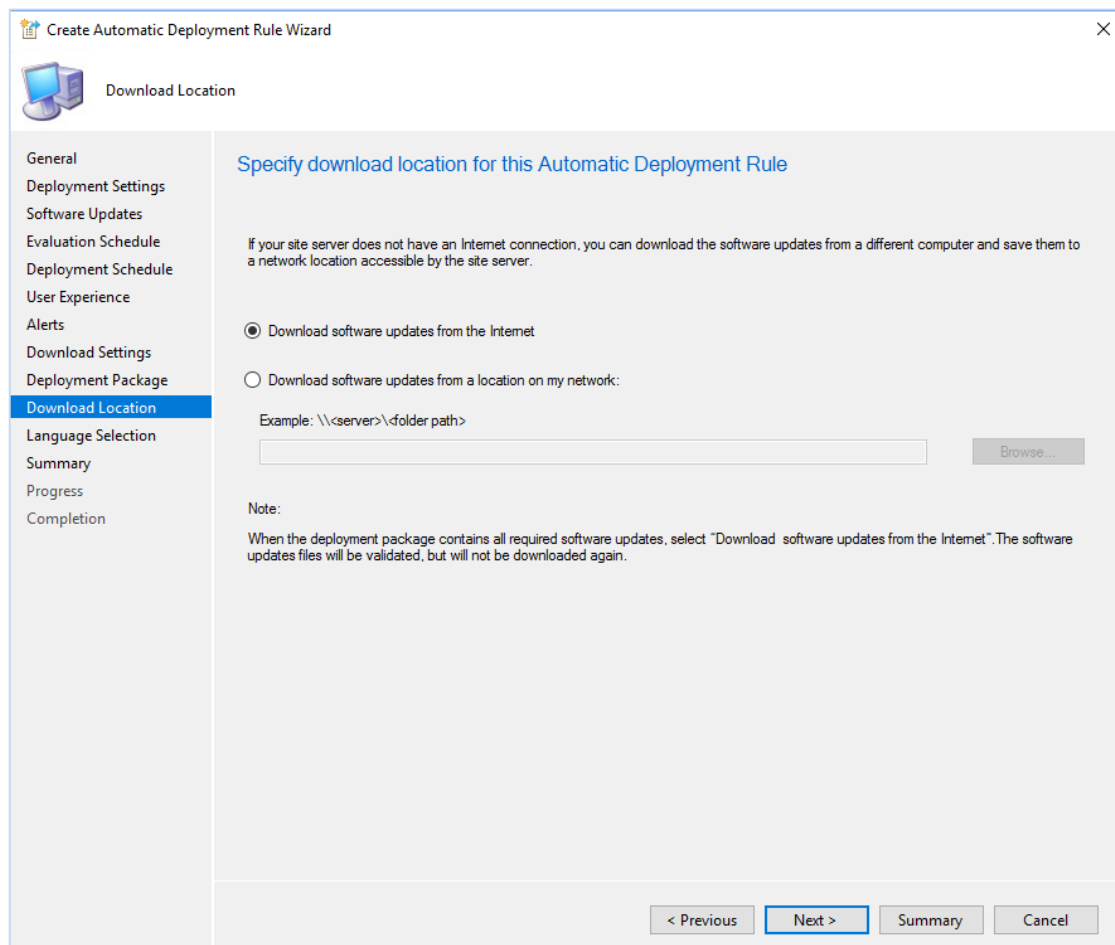 Create Automatic Deployment Rule Wizard
Download Location
General
Deployment Settings
Software Updates
Evaluation Schedule
Deployment Schedule
User Experience
Alerts
Download Settings
Deployment Package
Download Location
Language Selection
Summary
Progress
Completion
Specify download location for this Automatic Deployment Rule
If your site server does not have an Internet connection, you can download the software updates from a different computer and save them to
a network location accessible by the site server.
Download software updates from the Internet
Download software updates from a location on my network:
Example: \\<server>\<folder path>
Browse...
Note:
When the deployment package contains all required software updates, select "Download  software updates from the Internet".The software
updates files will be validated, but will not be downloaded again.
< Previous
Next >
Summary
Cancel